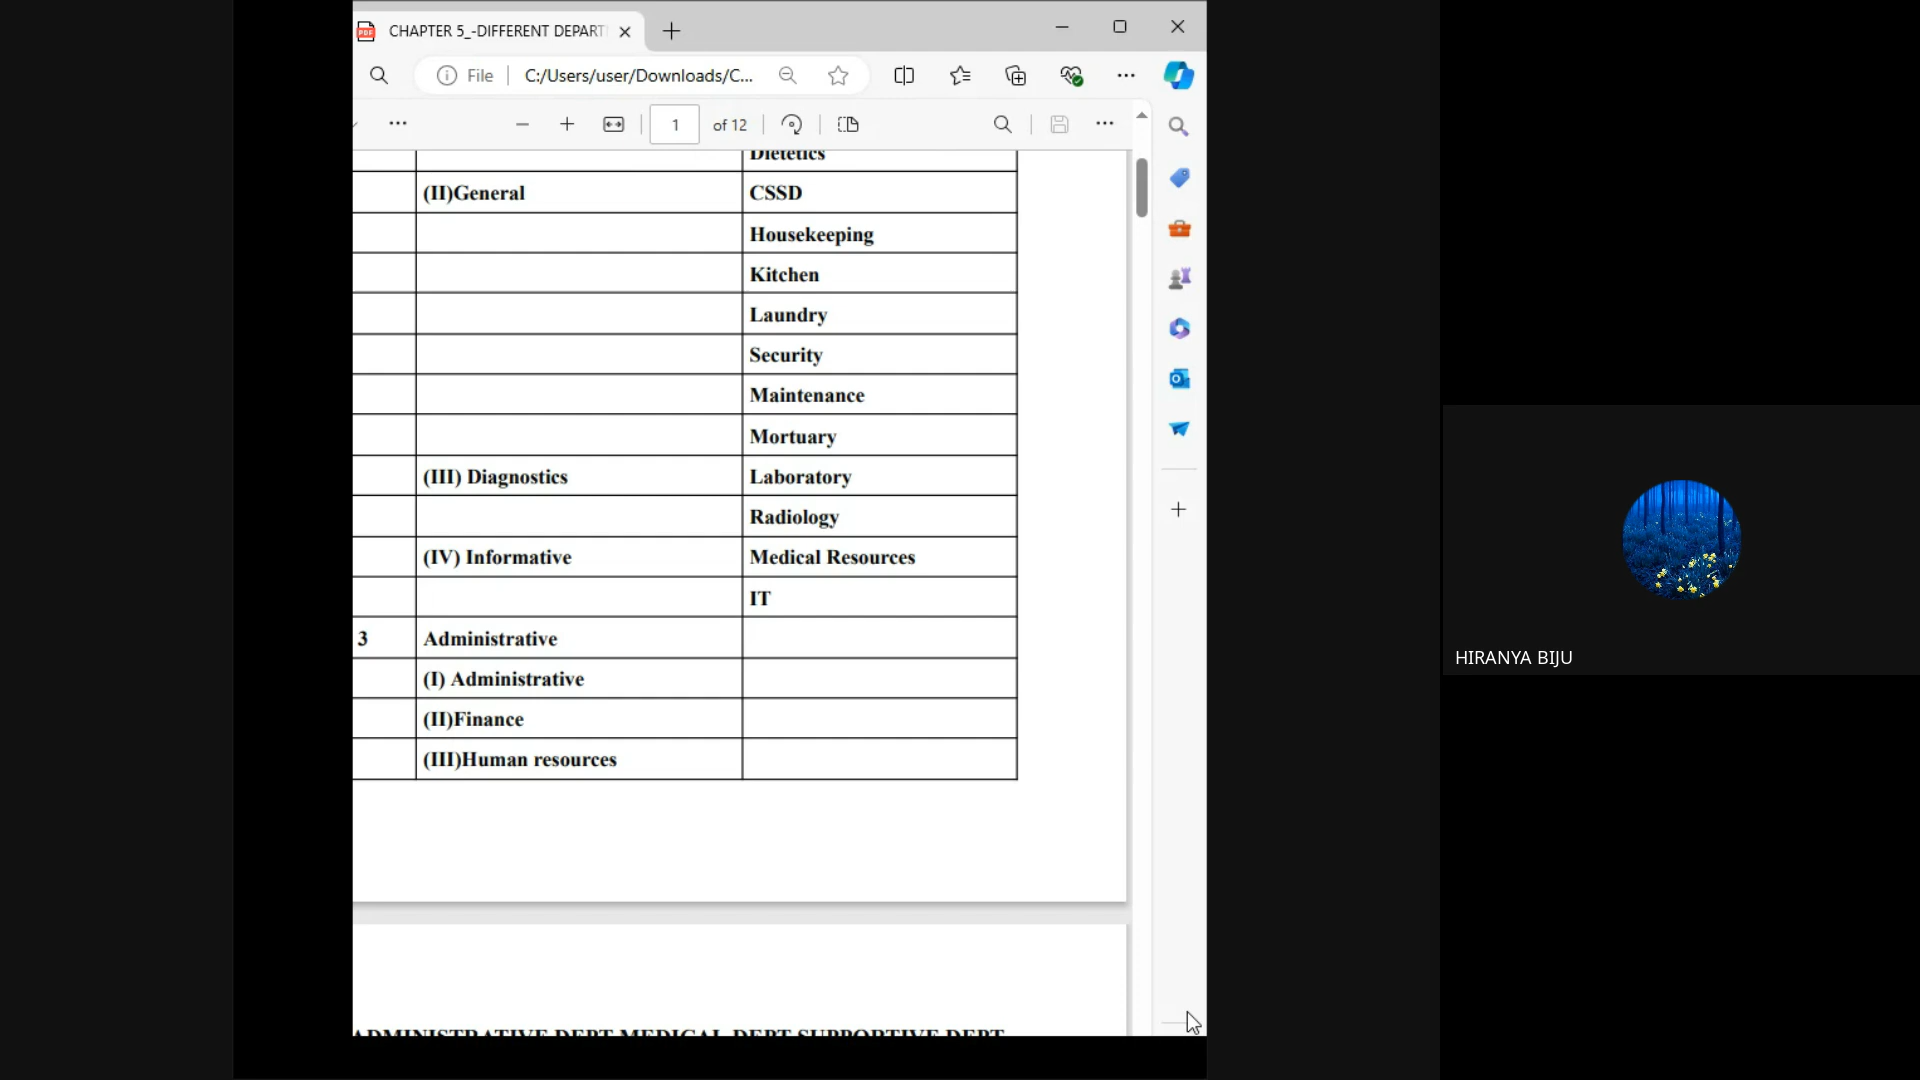 CHAPTER 5_-DIFFERENT DEPART
File C:/Users/user/Downloads/C...
1 of 12
Dietetics
(II)General CSSD
Housekeeping
Kitchen
Laundry
Security
Maintenance
Mortuary
(III) Diagnostics Laboratory
Radiology
(IV) Informative Medical Resources
IT
3 Administrative
(I) Administrative
(II)Finance
(III)Human resources
ADMINISTRATIVE DEPT MEDICAL DEPT SUPPORTIVE DEPT
HIRANYA BIJU